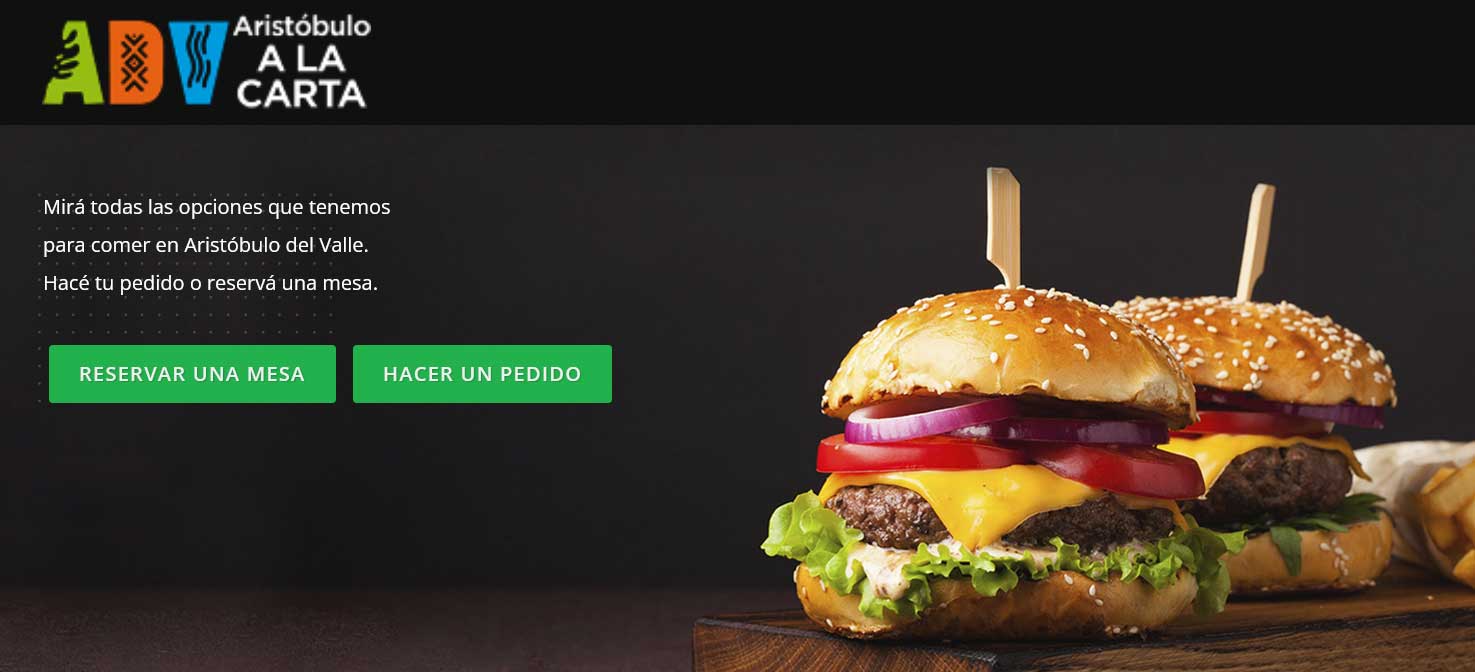 ADV
Aristóbulo
A LA
CARTA
Mirá todas las opciones que tenemos
para comer en Aristóbulo del Valle.
Hacé tu pedido o reservá una mesa.
RESERVAR UNA MESA
HACER UN PEDIDO